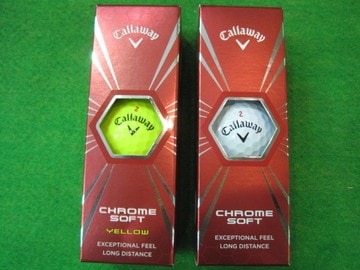 Callaway
2
Callaway
CHROME
SOFT
YELLOW
EXCEPTIONAL FEEL
LONG DISTANCE
Callaway
2
Callaway
CHROME
SOFT
EXCEPTIONAL FEEL
LONG DISTANCE